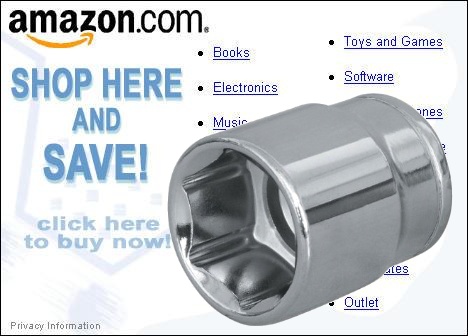 amazon.com.
SHOP HERE
AND
SAVE!
click here
to buy now!
Books
Electronics
Music
Toys and Games
Software
Outlet
Privacy Information